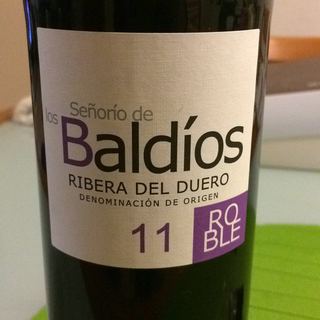 Señorío de
los Baldíos
RIBERA DEL DUERO
DENOMINACIÓN DE ORIGEN
11
RO
BLE